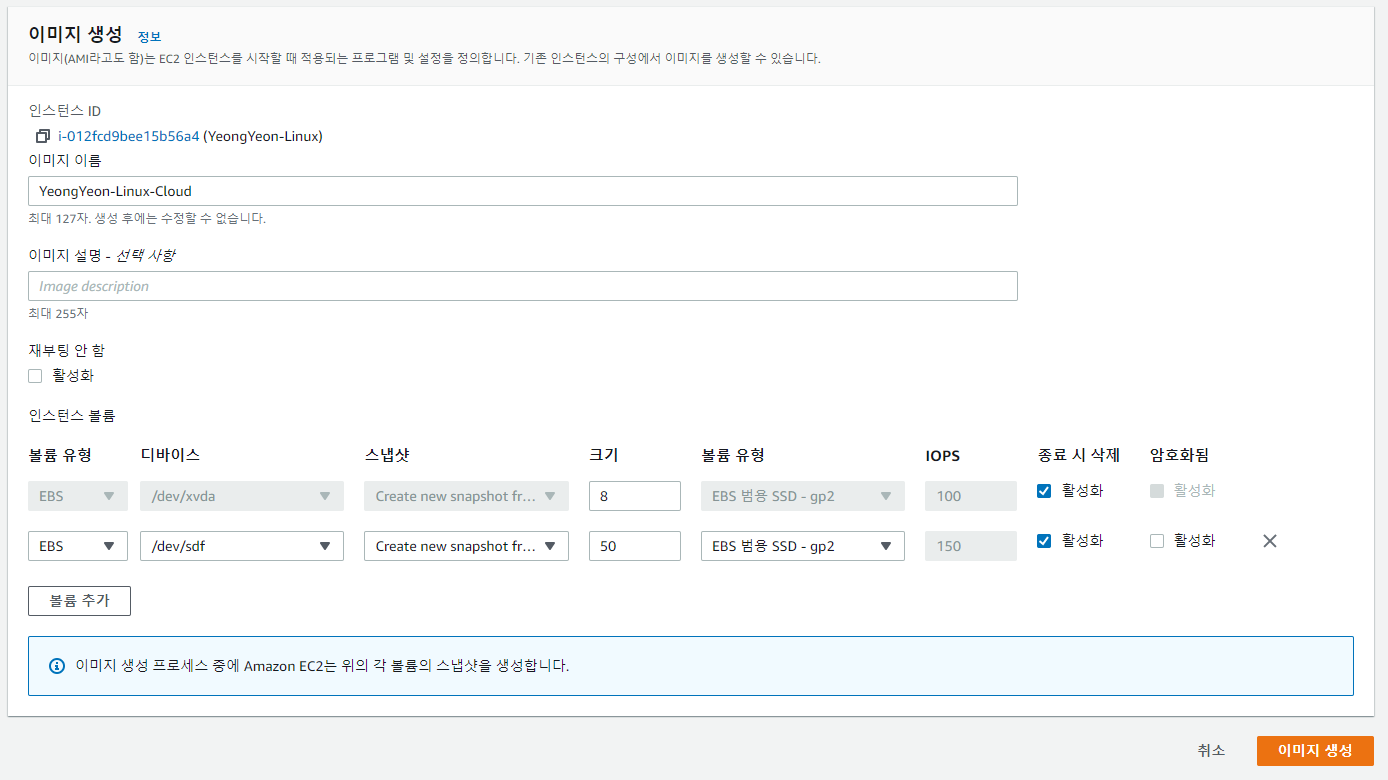 이미지 생성 정보
이미지(AMI라고도 함)는 EC2 인스턴스를 시작할 때 적용되는 프로그램 및 설정을 정의합니다. 기존 인스턴스의 구성에서 이미지를 생성할 수 있습니다.
인스턴스 ID
i-012fcd9bee15b56a4 (YeongYeon-Linux)
이미지 이름
YeongYeon-Linux-Cloud
최대 127자. 생성 후에는 수정할 수 없습니다.
이미지 설명 - 선택 사항
Image description
최대 255자
재부팅 안 함
활성화
인스턴스 볼륨
볼륨 유형 디바이스 스냅샷 크기 볼륨 유형 IOPS 종료 시 삭제 암호화됨
EBS /dev/xvda Create new snapshot fr... 8 EBS 범용 SSD - gp2 100 활성화 활성화
EBS /dev/sdf Create new snapshot fr... 50 EBS 범용 SSD - gp2 150 활성화 활성화
볼륨 추가
이미지 생성 프로세스 중에 Amazon EC2는 위의 각 볼륨의 스냅샷을 생성합니다.
취소 이미지 생성